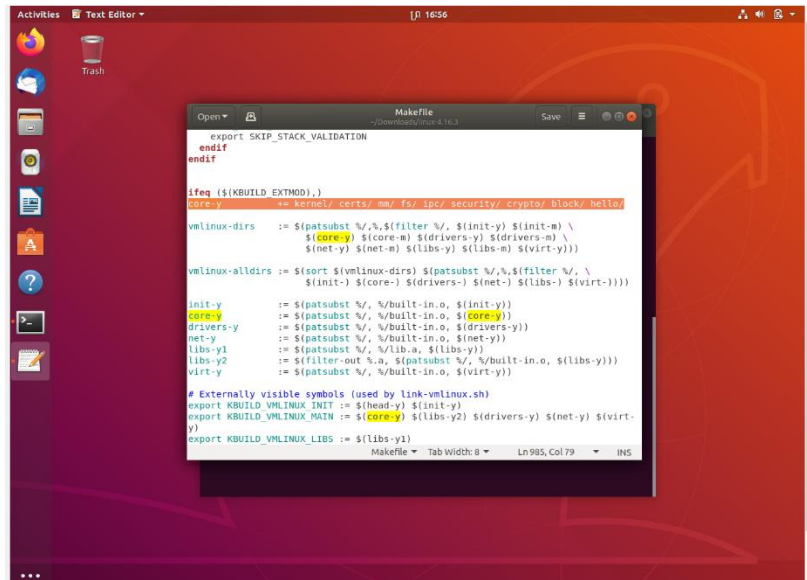 Activities Text Editor
16:56
Trash
Open Makefile Save
~/Downloads/linux-4.16.3
export SKIP_STACK_VALIDATION
endif
endif
ifeq ($(KBUILD_EXTMOD),)
core-y += kernel/ certs/ mm/ fs/ ipc/ security/ crypto/ block/ hello/
vmlinux-dirs := $(patsubst %/,%,$(filter %/, $(init-y) $(init-m) \
$(core-y) $(core-m) $(drivers-y) $(drivers-m) \
$(net-y) $(net-m) $(libs-y) $(libs-m) $(virt-y)))
vmlinux-alldirs := $(sort $(vmlinux-dirs) $(patsubst %/,%,$(filter %/, \
$(init-) $(core-) $(drivers-) $(net-) $(libs-) $(virt-))))
init-y := $(patsubst %/, %/built-in.o, $(init-y))
core-y := $(patsubst %/, %/built-in.o, $(core-y))
drivers-y := $(patsubst %/, %/built-in.o, $(drivers-y))
net-y := $(patsubst %/, %/built-in.o, $(net-y))
libs-y1 := $(patsubst %/, %/lib.a, $(libs-y))
libs-y2 := $(filter-out %.a, $(patsubst %/, %/built-in.o, $(libs-y)))
virt-y := $(patsubst %/, %/built-in.o, $(virt-y))
# Externally visible symbols (used by link-vmlinux.sh)
export KBUILD_VMLINUX_INIT := $(head-y) $(init-y)
export KBUILD_VMLINUX_MAIN := $(core-y) $(libs-y2) $(drivers-y) $(net-y) $(virt-
y)
export KBUILD_VMLINUX_LIBS := $(libs-y1)
Makefile Tab Width: 8 Ln 985, Col 79 INS